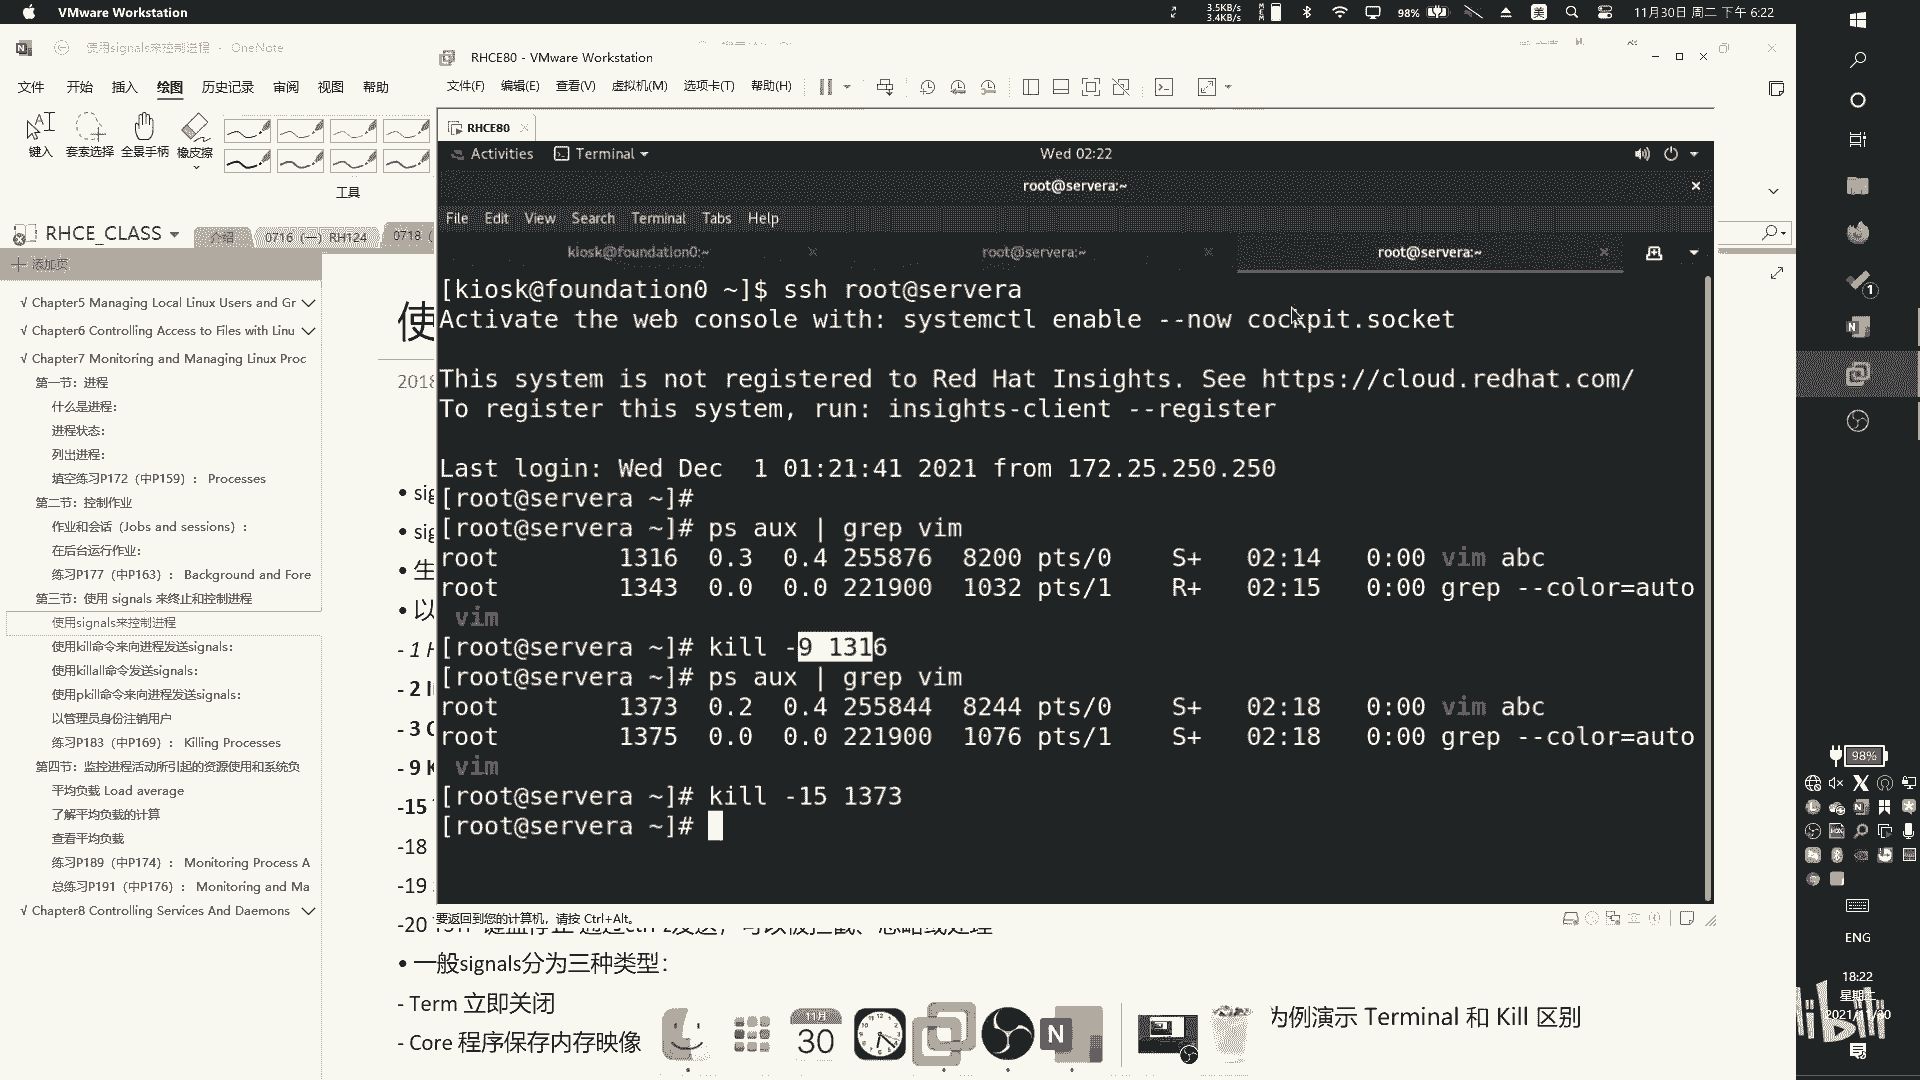 VMware Workstation
3.5KB/s
3.4KB/s
98%
美
11月30日 周二 下午 6:22
使用signals来控制进程 - OneNote
文件 开始 插入 绘图 历史记录 审阅 视图 帮助
键入 套索选择 全景手柄 橡皮擦
工具
RHCE_CLASS
介绍 0716 (一) RH124 0718 (
添加页
√ Chapter5 Managing Local Linux Users and Gr
√ Chapter6 Controlling Access to Files with Linu
√ Chapter7 Monitoring and Managing Linux Proc
第一节：进程
什么是进程：
进程状态：
列出进程：
填空练习P172（中P159）： Processes
第二节：控制作业
作业和会话（Jobs and sessions）：
在后台运行作业：
练习P177（中P163）： Background and Fore
第三节：使用 signals 来终止和控制进程
使用signals来控制进程
使用kill命令来向进程发送signals：
使用killall命令发送signals：
使用pkill命令来向进程发送signals：
以管理员身份注销用户
练习P183（中P169）： Killing Processes
第四节：监控进程活动所引起的资源使用和系统负
平均负载 Load average
了解平均负载的计算
查看平均负载
练习P189（中P174）： Monitoring Process A
总练习P191（中P176）： Monitoring and Ma
√ Chapter8 Controlling Services And Daemons
使
2018
• sig
• sig
• 生
• 以
- 1 H
- 2 I
- 3
- 9 K
-15
-18
-19
-20
• 一般signals分为三种类型：
- Term 立即关闭
- Core 程序保存内存映像
为例演示 Terminal 和 Kill 区别
RHCE80 - VMware Workstation
文件(F) 编辑(E) 查看(V) 虚拟机(M) 选项卡(T) 帮助(H)
RHCE80
Activities Terminal
Wed 02:22
root@servera:~
File Edit View Search Terminal Tabs Help
kiosk@foundation0:~ root@servera:~ root@servera:~
[kiosk@foundation0 ~]$ ssh root@servera
Activate the web console with: systemctl enable --now cockpit.socket
This system is not registered to Red Hat Insights. See https://cloud.redhat.com/
To register this system, run: insights-client --register
Last login: Wed Dec  1 01:21:41 2021 from 172.25.250.250
[root@servera ~]#
[root@servera ~]# ps aux | grep vim
root 1316 0.3 0.4 255876 8200 pts/0 S+ 02:14 0:00 vim abc
root 1343 0.0 0.0 221900 1032 pts/1 R+ 02:15 0:00 grep --color=auto
vim
[root@servera ~]# kill -9 1316
[root@servera ~]# ps aux | grep vim
root 1373 0.2 0.4 255844 8244 pts/0 S+ 02:18 0:00 vim abc
root 1375 0.0 0.0 221900 1076 pts/1 S+ 02:18 0:00 grep --color=auto
vim
[root@servera ~]# kill -15 1373
[root@servera ~]#
要返回到您的计算机，请按 Ctrl+Alt。
11月
30
1
98%
ENG
18:22
2021/11/30